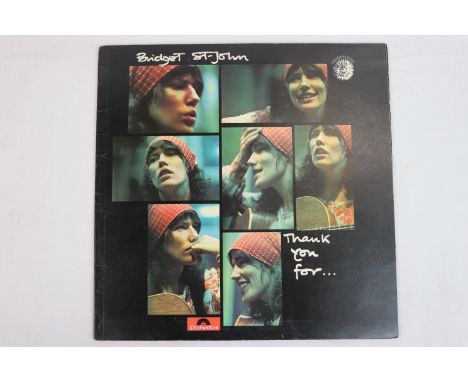 Bridget St-John
Thank
you
for...
Polydor